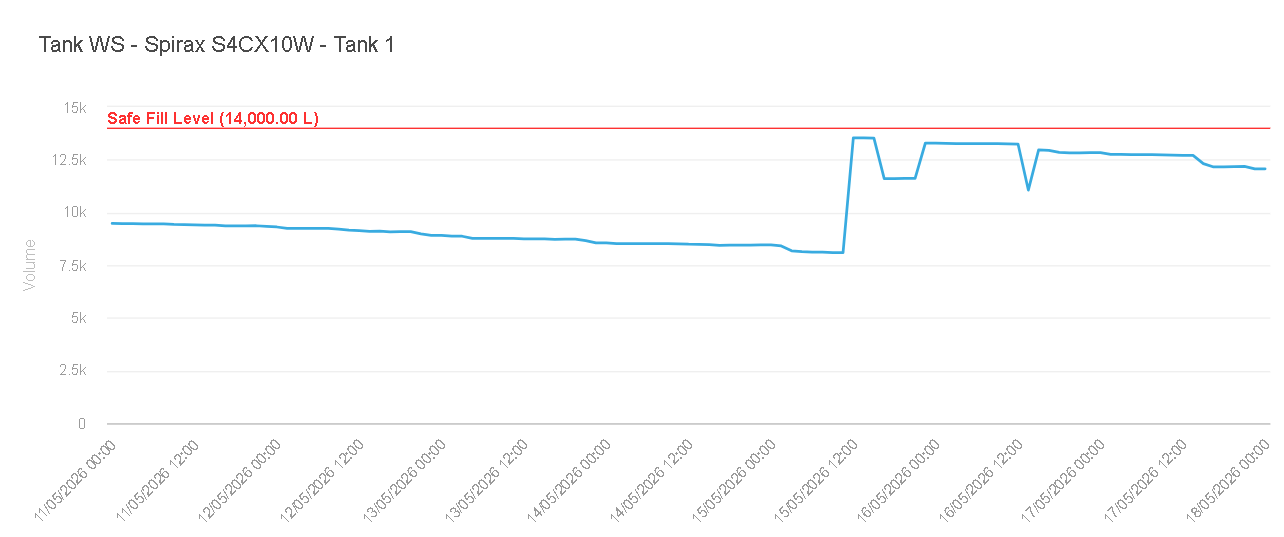 Tank WS - Spirax S4CX10W - Tank 1
15k
Safe Fill Level (14,000.00 L)
12.5k
10k
7.5k
5k
2.5k
0
Volume
11/05/2026 00:00
11/05/2026 12:00
12/05/2026 00:00
12/05/2026 12:00
13/05/2026 00:00
13/05/2026 12:00
14/05/2026 00:00
14/05/2026 12:00
15/05/2026 00:00
15/05/2026 12:00
16/05/2026 00:00
16/05/2026 12:00
17/05/2026 00:00
17/05/2026 12:00
18/05/2026 00:00